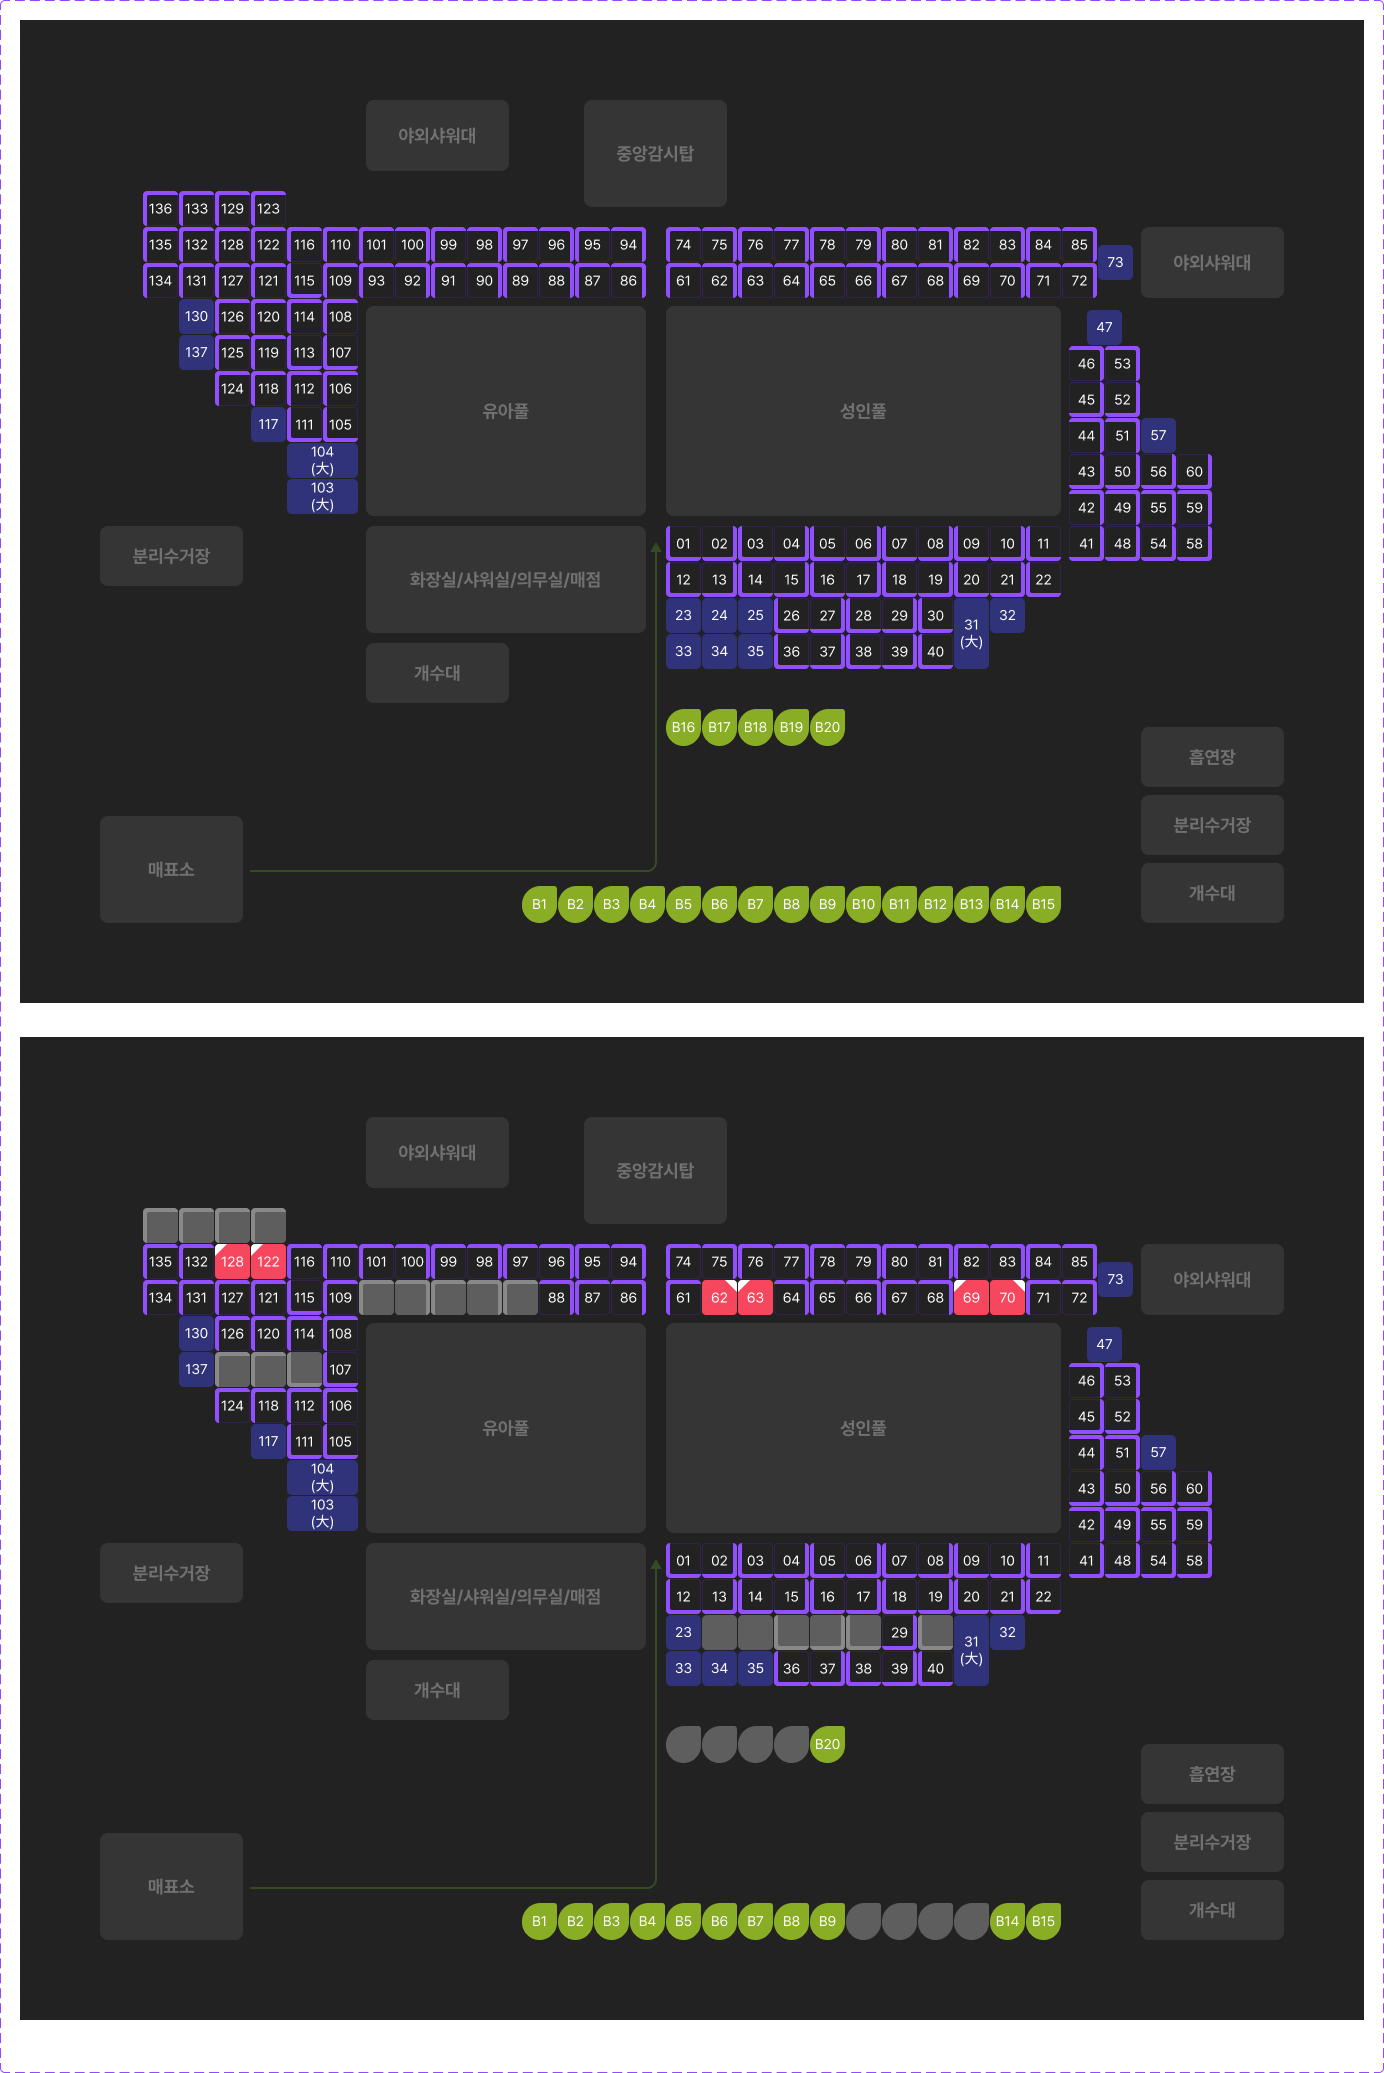 야외샤워대
중앙감시탑
136 133 129 123
135 132 128 122 116 110 101 100 99 98 97 96 95 94 74 75 76 77 78 79 80 81 82 83 84 85
73
야외샤워대
134 131 127 121 115 109 93 92 91 90 89 88 87 86 61 62 63 64 65 66 67 68 69 70 71 72
130 126 120 114 108
47
137 125 119 113 107
46 53
124 118 112 106
45 52
유아풀
성인풀
117 111 105
44 51 57
104
(大)
43 50 56 60
103
(大)
42 49 55 59
분리수거장
01 02 03 04 05 06 07 08 09 10 11
41 48 54 58
화장실/샤워실/의무실/매점
12 13 14 15 16 17 18 19 20 21 22
23 24 25 26 27 28 29 30
31
(大)
32
33 34 35 36 37 38 39 40
개수대
B16 B17 B18 B19 B20
흡연장
분리수거장
매표소
개수대
B1 B2 B3 B4 B5 B6 B7 B8 B9 B10 B11 B12 B13 B14 B15
야외샤워대
중앙감시탑
135 132 128 122 116 110 101 100 99 98 97 96 95 94 74 75 76 77 78 79 80 81 82 83 84 85
73
야외샤워대
134 131 127 121 115 109 88 87 86 61 62 63 64 65 66 67 68 69 70 71 72
130 126 120 114 108
47
137 107
46 53
124 118 112 106
45 52
유아풀
성인풀
117 111 105
44 51 57
104
(大)
43 50 56 60
103
(大)
42 49 55 59
분리수거장
01 02 03 04 05 06 07 08 09 10 11
41 48 54 58
화장실/샤워실/의무실/매점
12 13 14 15 16 17 18 19 20 21 22
23 29
31
(大)
32
33 34 35 36 37 38 39 40
개수대
B20
흡연장
분리수거장
매표소
개수대
B1 B2 B3 B4 B5 B6 B7 B8 B9 B14 B15